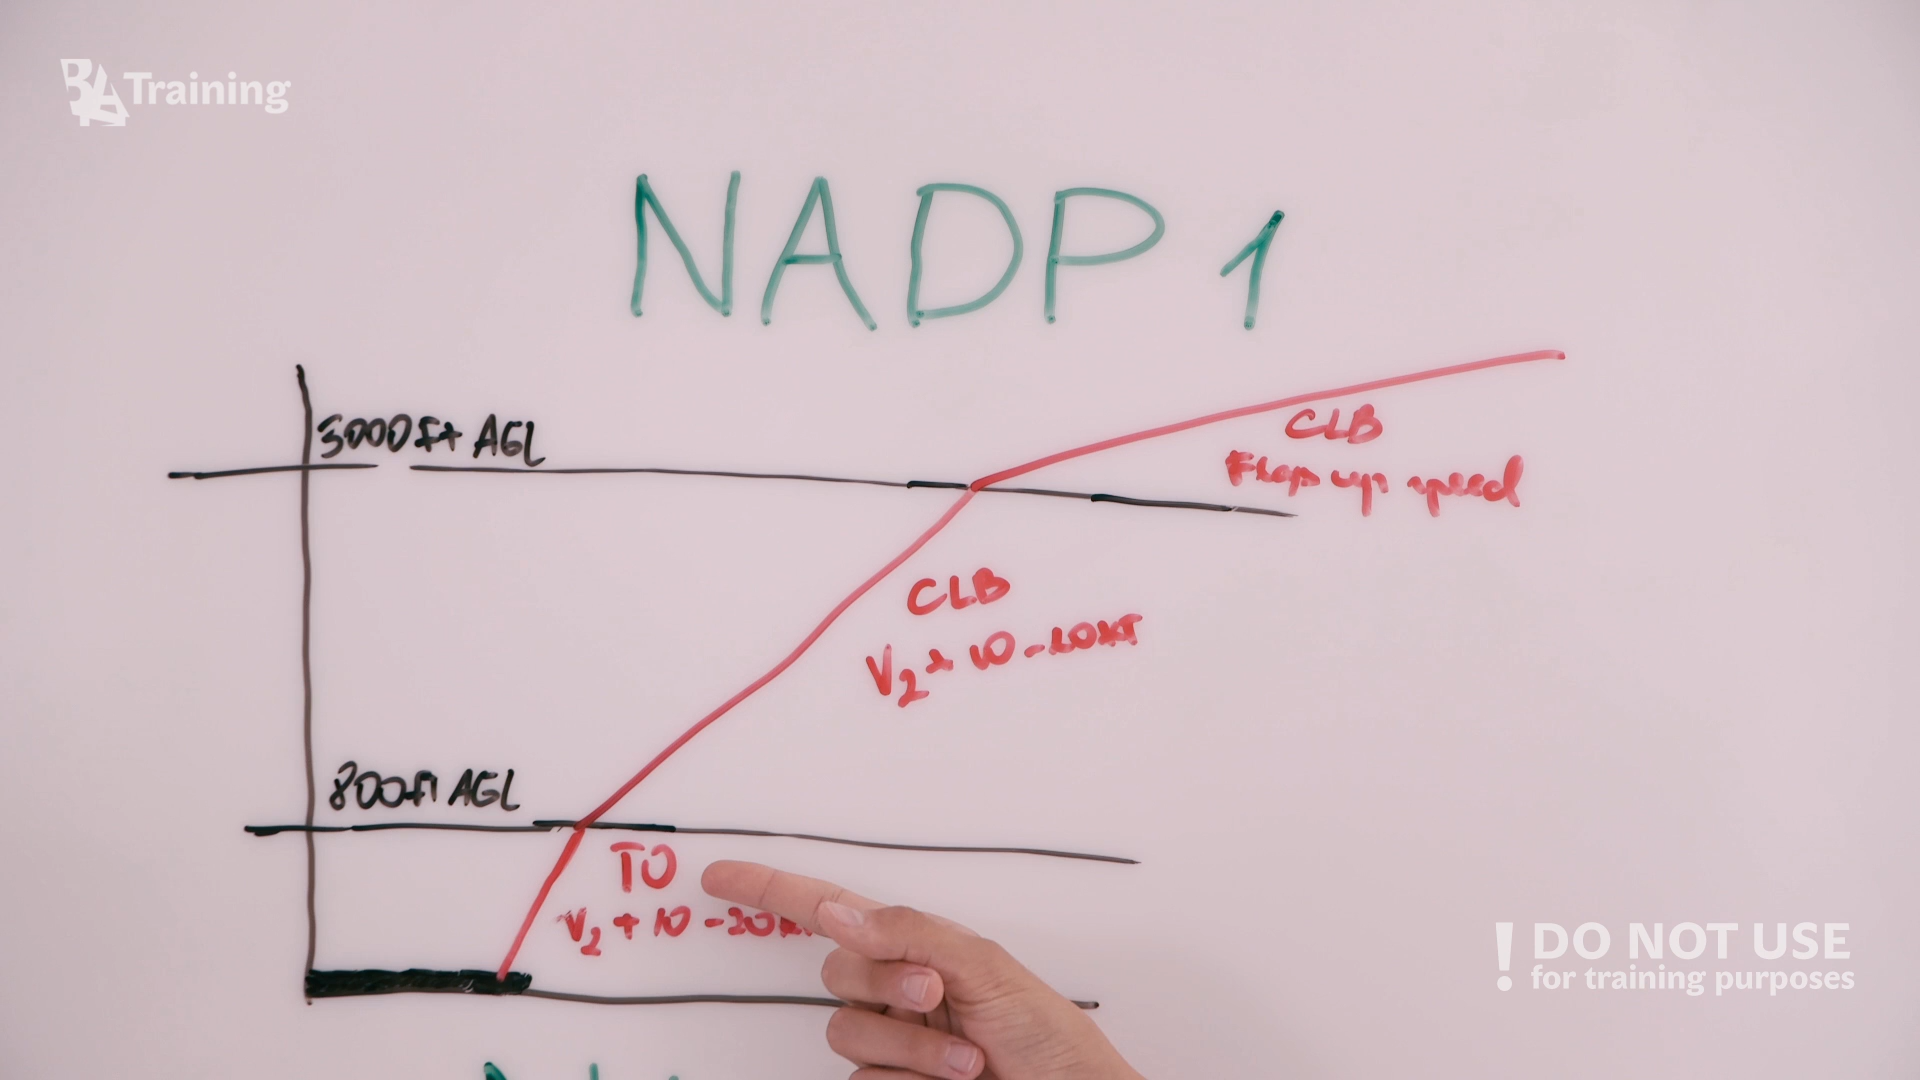 BAA Training
NADP 1
3000ft AGL
CLB
Flaps up speed
CLB
V2 + 10 - 20KT
800ft AGL
TO
V2 + 10 - 20
! DO NOT USE
for training purposes